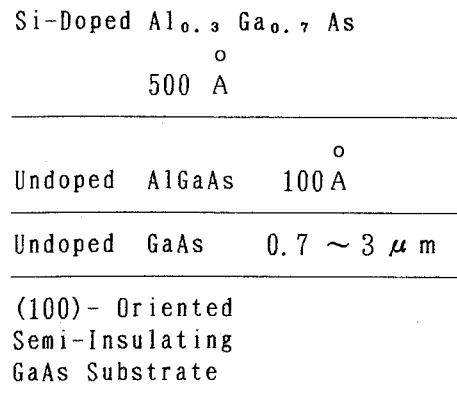 Si-Doped Al₀.₃ Ga₀.₇ As
500 Å
Undoped AlGaAs 100Å
Undoped GaAs 0.7 ~ 3 μm
(100)- Oriented
Semi-Insulating
GaAs Substrate